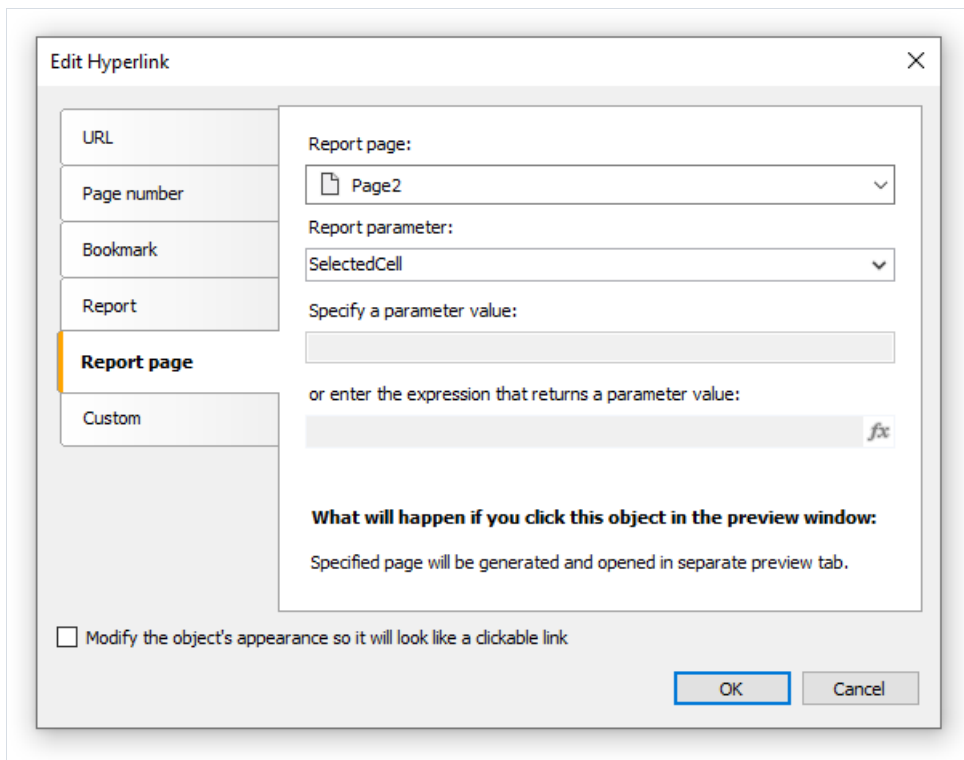 Edit Hyperlink
URL
Page number
Bookmark
Report
Report page
Custom
Report page:
Page2
Report parameter:
SelectedCell
Specify a parameter value:
or enter the expression that returns a parameter value:
fx
What will happen if you click this object in the preview window:
Specified page will be generated and opened in separate preview tab.
Modify the object's appearance so it will look like a clickable link
OK
Cancel